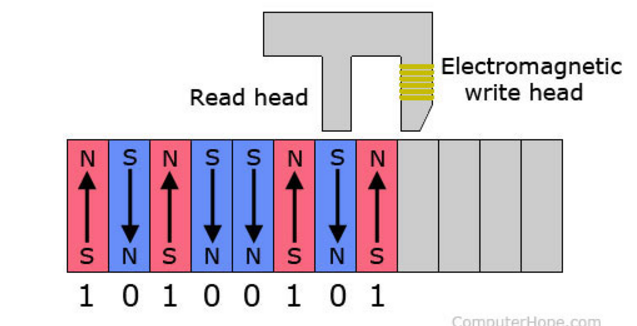 Electromagnetic
write head
Read head
N S N S S N S N
S N S N N S N S
1 0 1 0 0 1 0 1
ComputerHope.com